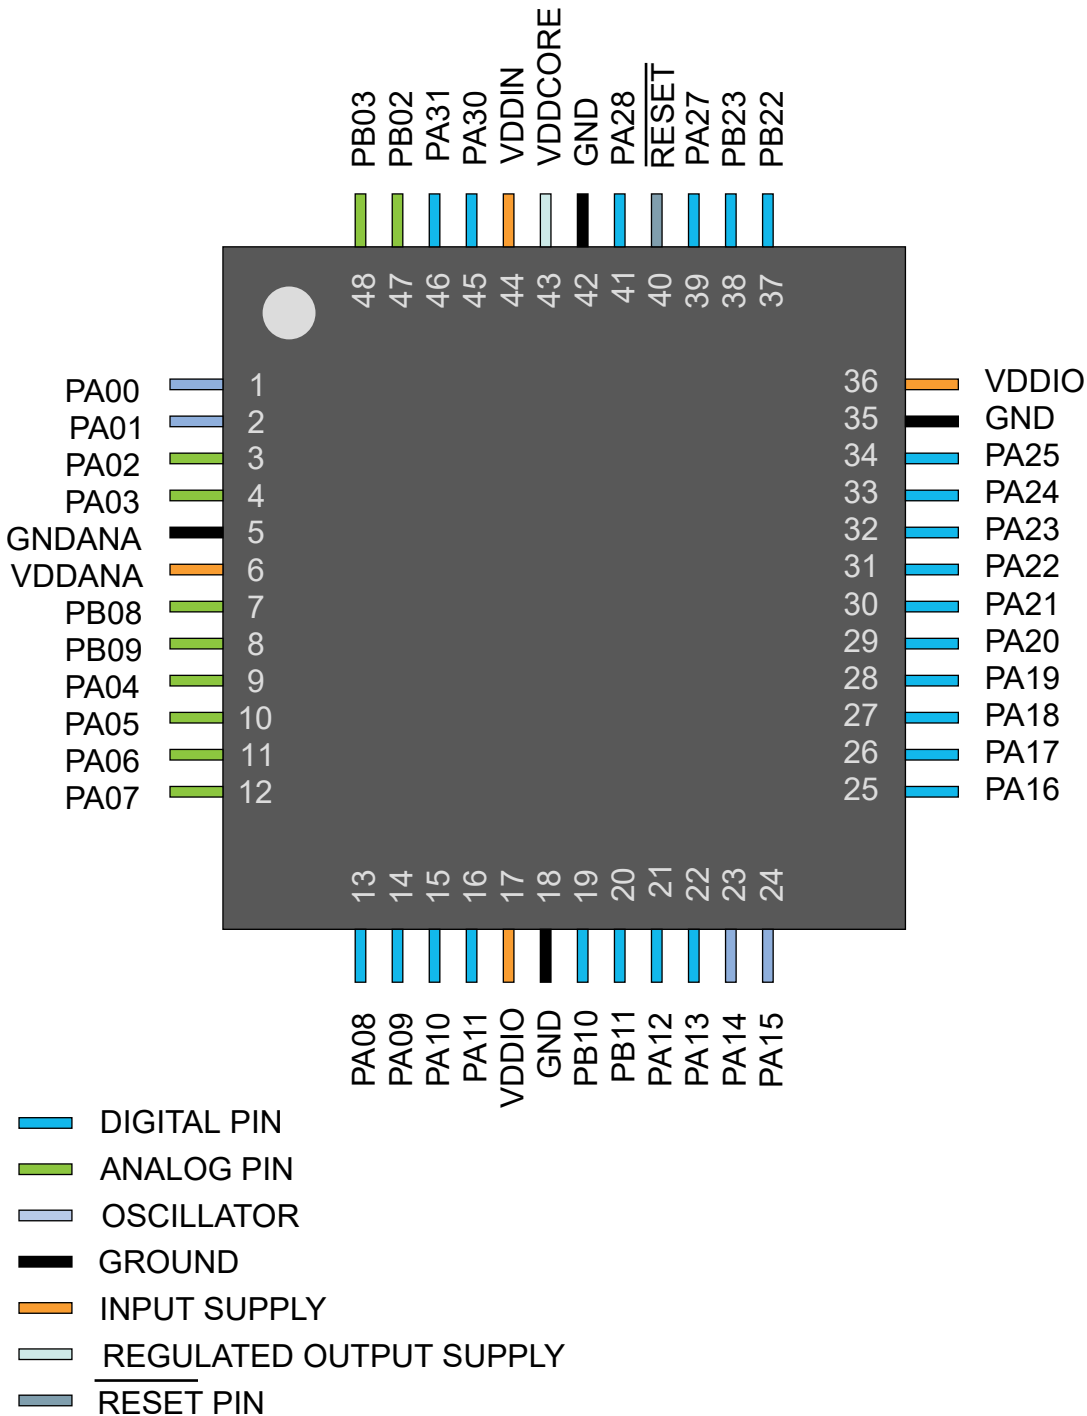 PB03
PB02
PA31
PA30
VDDIN
VDDCORE
GND
PA28
RESET
PA27
PB23
PB22
48
47
46
45
44
43
42
41
40
39
38
37
PA00 1
PA01 2
PA02 3
PA03 4
GNDANA 5
VDDANA 6
PB08 7
PB09 8
PA04 9
PA05 10
PA06 11
PA07 12
36 VDDIO
35 GND
34 PA25
33 PA24
32 PA23
31 PA22
30 PA21
29 PA20
28 PA19
27 PA18
26 PA17
25 PA16
13
14
15
16
17
18
19
20
21
22
23
24
PA08
PA09
PA10
PA11
VDDIO
GND
PB10
PB11
PA12
PA13
PA14
PA15
DIGITAL PIN
ANALOG PIN
OSCILLATOR
GROUND
INPUT SUPPLY
REGULATED OUTPUT SUPPLY
RESET PIN